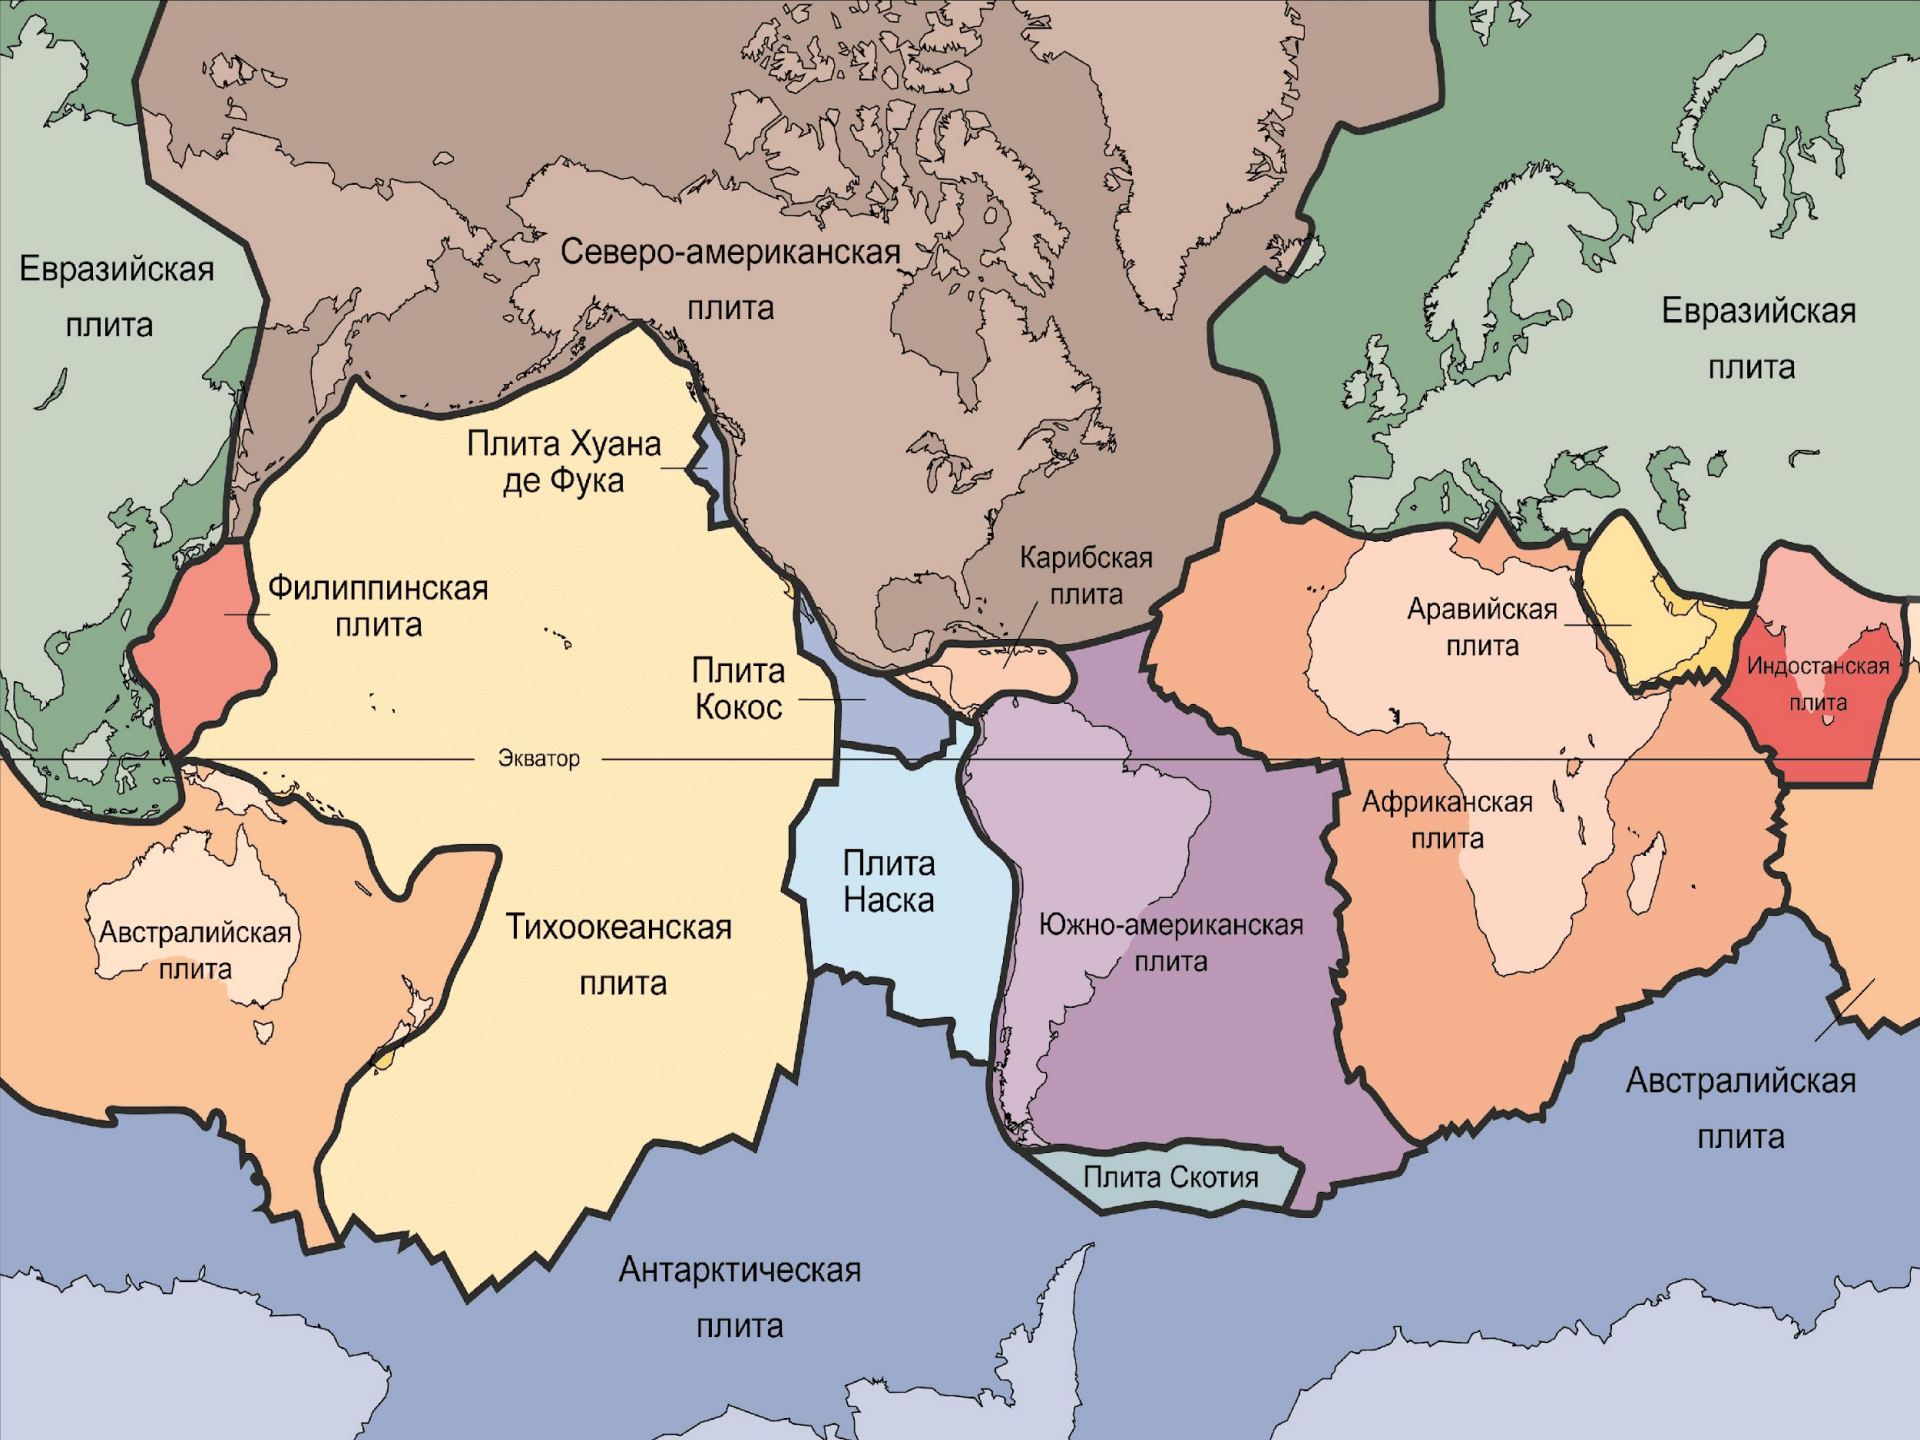 Евразийская
плита
Северо-американская
плита
Евразийская
плита
Плита Хуана
де Фука
Карибская
плита
Филиппинская
плита
Аравийская
плита
Индостанская
плита
Плита
Кокос
Экватор
Африканская
плита
Плита
Наска
Австралийская
плита
Тихоокеанская
плита
Южно-американская
плита
Австралийская
плита
Плита Скотия
Антарктическая
плита